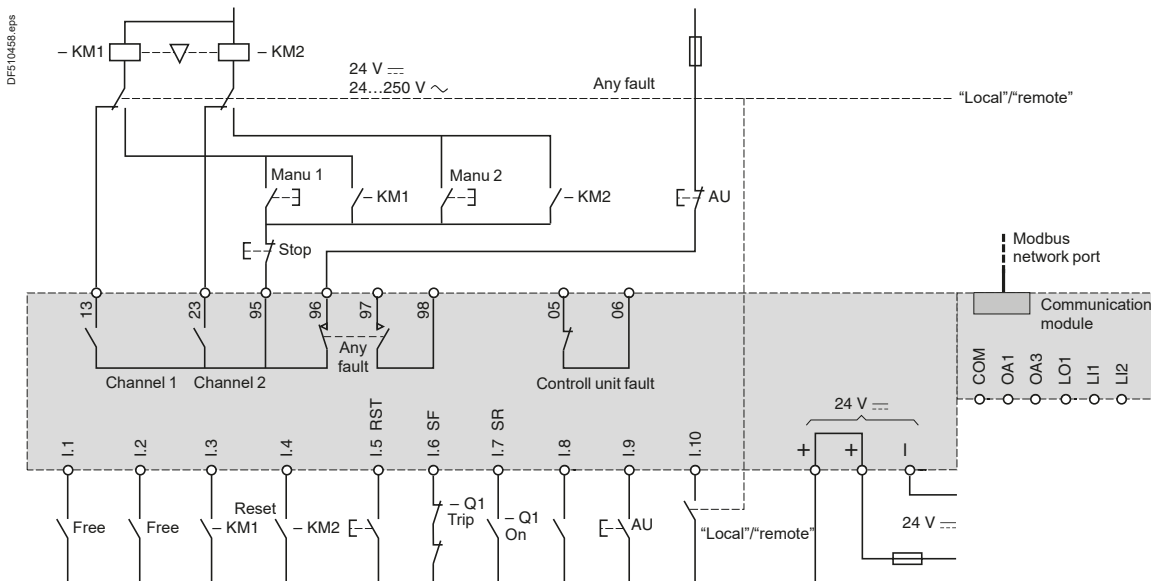 DF510458.eps
– KM1
– KM2
24 V ⎓
24...250 V ∿
Any fault
“Local”/“remote”
Manu 1
– KM1
Manu 2
– KM2
AU
Stop
Modbus
network port
13
23
95
96
97
98
05
06
Communication
module
Any
fault
Channel 1
Channel 2
Controll unit fault
COM
OA1
OA3
LO1
LI1
LI2
24 V ⎓
I.1
I.2
I.3
I.4
I.5 RST
I.6 SF
I.7 SR
I.8
I.9
I.10
+
+
I
Free
Free
– KM1
Reset
– KM2
– Q1
Trip
– Q1
On
AU
“Local”/“remote”
24 V ⎓